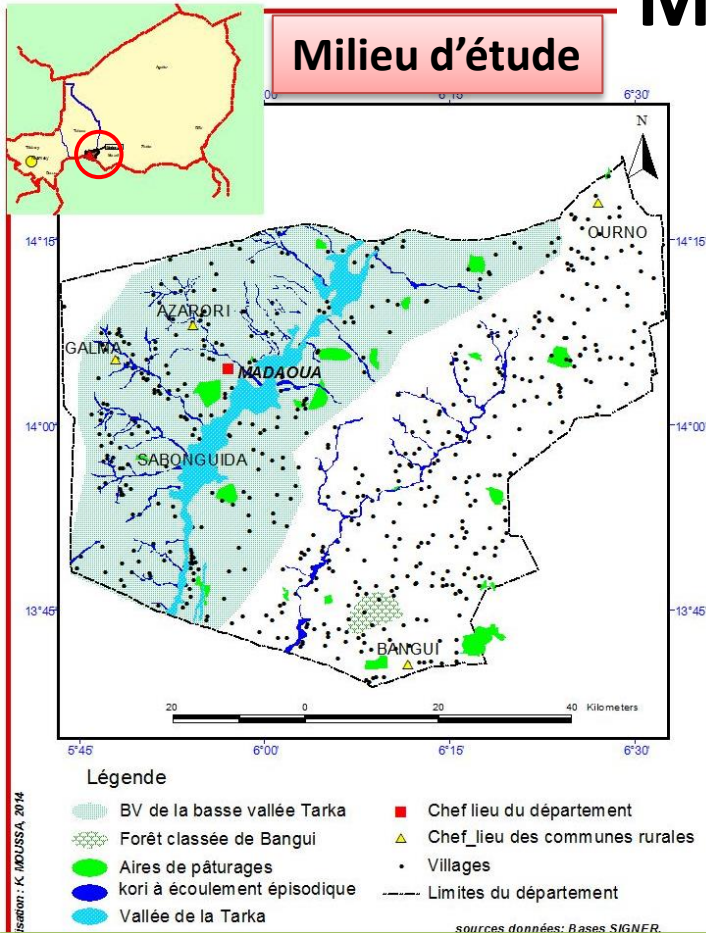 M
Milieu d’étude
6°00
6°15
6°30
N
14°15
14°15
OURNO
AZARORI
GALMA
MADAOUA
14°00
14°00
SABONGUIDA
13°45
13°45
BANGUI
20 0 20 40 Kilometers
5°45
6°00
6°15
6°30
Légende
BV de la basse vallée Tarka
Forêt classée de Bangui
Aires de pâturages
kori à écoulement épisodique
Vallée de la Tarka
Chef lieu du département
Chef_lieu des communes rurales
Villages
Limites du département
isation : K. MOUSSA, 2014
sources données: Bases SIGNER,